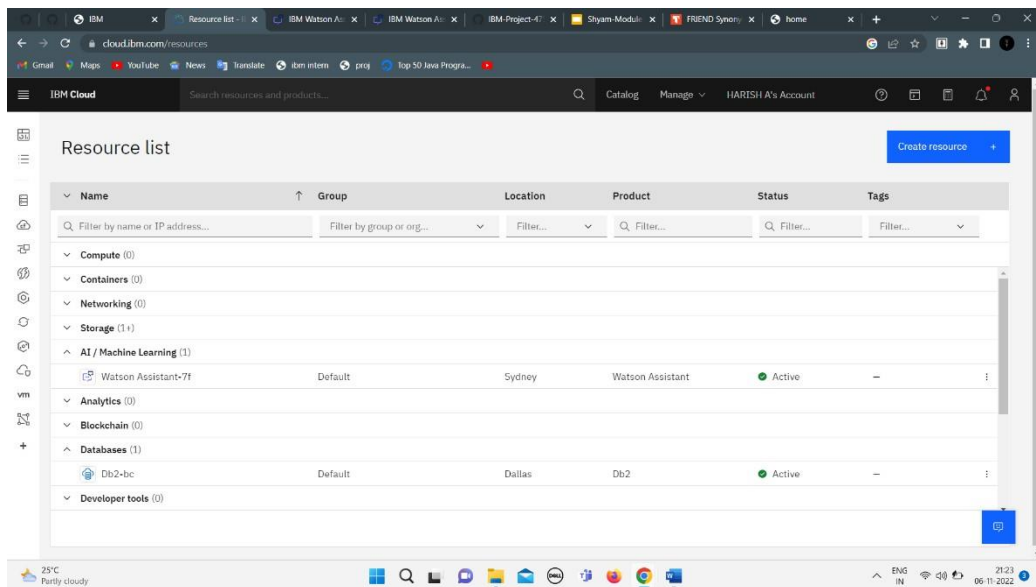 IBM
Resource list - I
IBM Watson As
IBM Watson As
IBM-Project-47
Shyam-Module
FRIEND Synony
home
cloud.ibm.com/resources
Gmail
Maps
YouTube
News
Translate
ibm intern
proj
Top 50 Java Progra...
IBM Cloud
Search resources and products...
Catalog
Manage
HARISH A's Account
Resource list
Create resource +
Name
Group
Location
Product
Status
Tags
Filter by name or IP address...
Filter by group or org...
Filter...
Filter...
Filter...
Filter...
Compute (0)
Containers (0)
Networking (0)
Storage (1+)
AI / Machine Learning (1)
Watson Assistant-7f Default Sydney Watson Assistant Active –
vm
Analytics (0)
Blockchain (0)
Databases (1)
Db2-bc Default Dallas Db2 Active –
Developer tools (0)
25°C
Partly cloudy
DELL
ENG
IN
21:23
06-11-2022